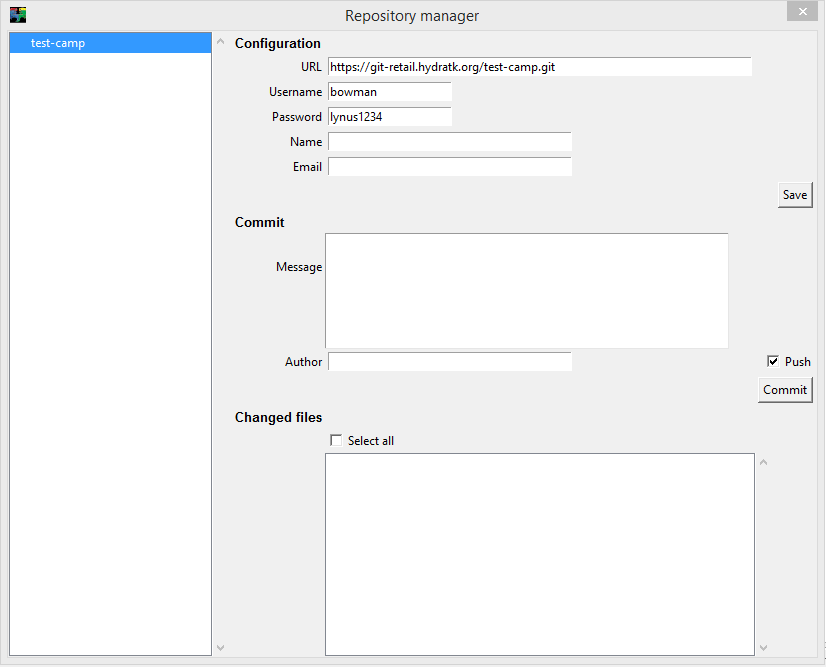 Repository manager
test-camp
Configuration
URL https://git-retail.hydratk.org/test-camp.git
Username bowman
Password lynus1234
Name
Email
Save
Commit
Message
Author
Push
Commit
Changed files
Select all